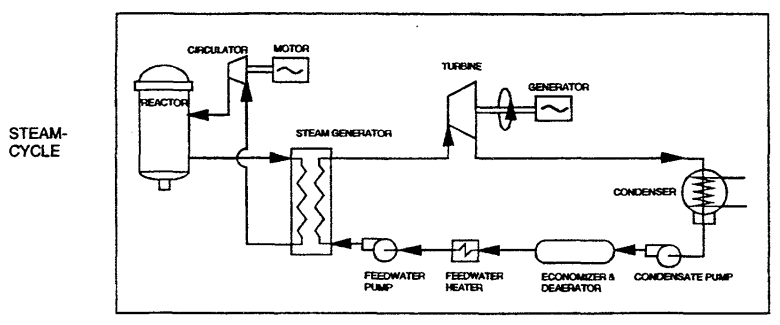 STEAM-
CYCLE
CIRCULATOR
MOTOR
REACTOR
TURBINE
GENERATOR
STEAM GENERATOR
CONDENSER
FEEDWATER
PUMP
FEEDWATER
HEATER
ECONOMIZER &
DEAERATOR
CONDENSATE PUMP